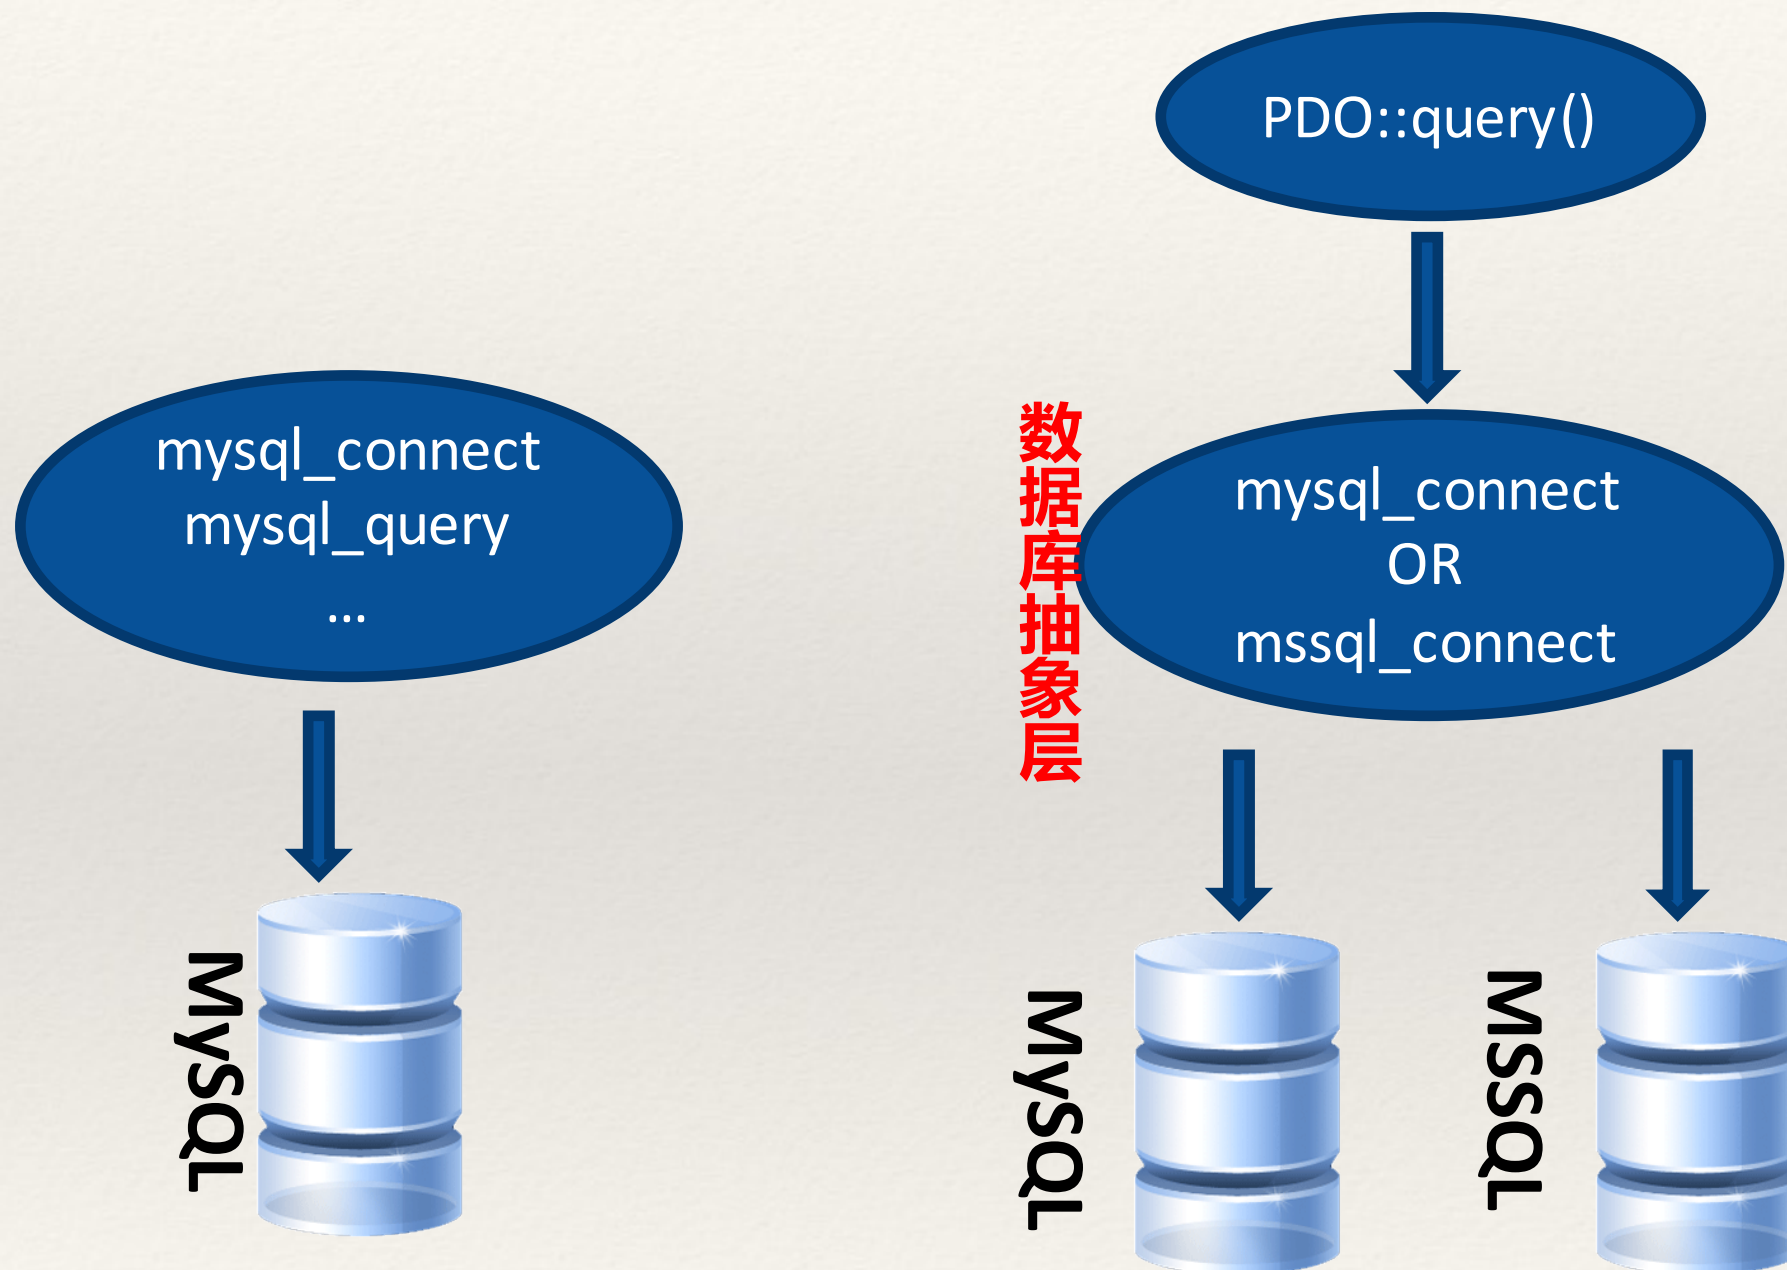 mysql_connect
mysql_query
...
MySQL
PDO::query()
数据库抽象层
mysql_connect
OR
mssql_connect
MySQL
MSSQL